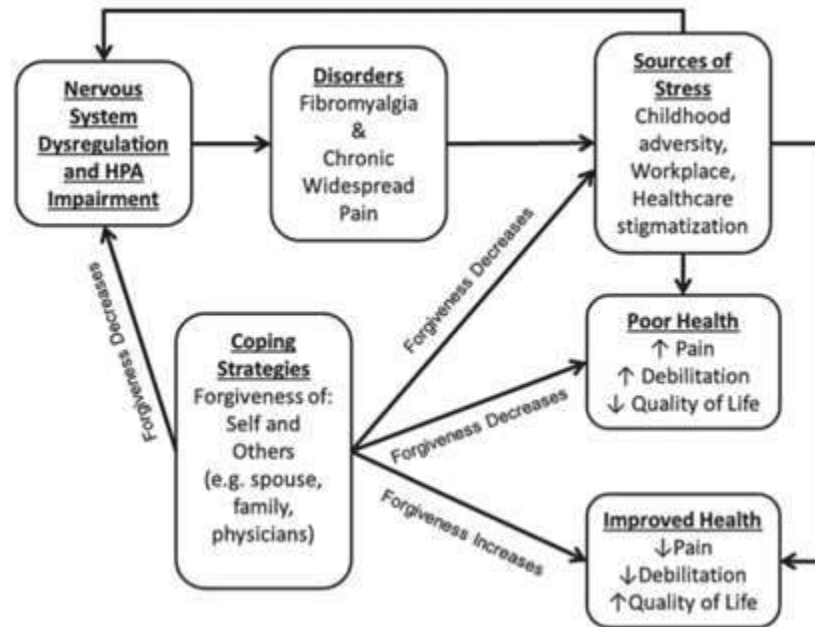 Nervous
System
Dysregulation
and HPA
Impairment
Disorders
Fibromyalgia
&
Chronic
Widespread
Pain
Sources of
Stress
Childhood
adversity,
Workplace,
Healthcare
stigmatization
Forgiveness Decreases
Coping
Strategies
Forgiveness of:
Self and
Others
(e.g. spouse,
family,
physicians)
Forgiveness Decreases
Forgiveness Decreases
Forgiveness Increases
Poor Health
↑ Pain
↑ Debilitation
↓ Quality of Life
Improved Health
↓Pain
↓Debilitation
↑Quality of Life